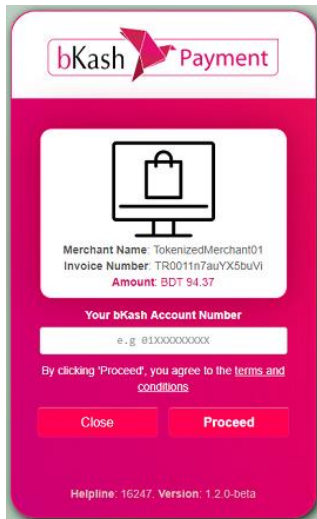 bKash Payment
Merchant Name: TokenizedMerchant01
Invoice Number: TR0011n7auYX5buVi
Amount: BDT 94.37
Your bKash Account Number
e.g 01XXXXXXXXX
By clicking 'Proceed', you agree to the terms and
conditions
Close Proceed
Helpline: 16247, Version: 1.2.0-beta